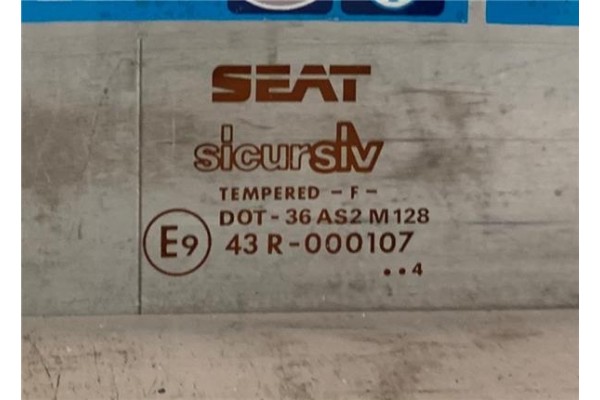 SEAT
sicursiv
TEMPERED - F -
DOT - 36 AS2 M128
E9 43 R - 000107
..4